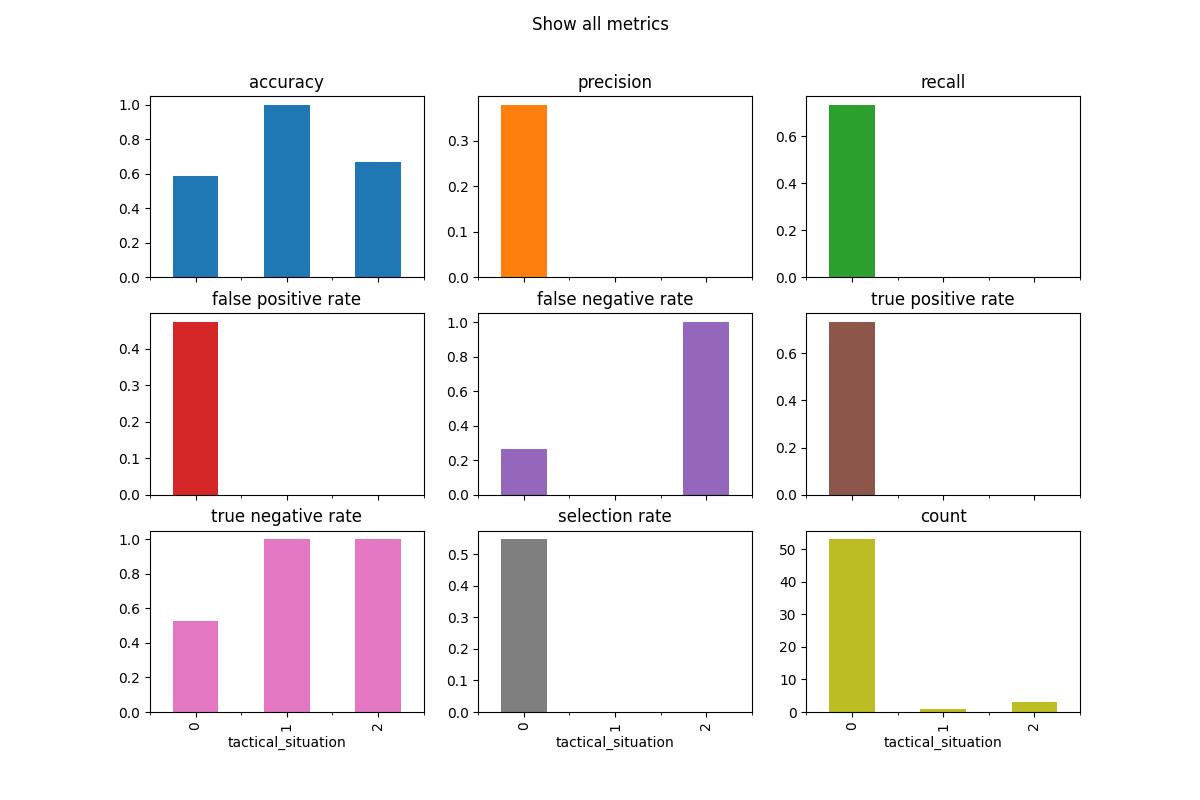 Show all metrics
accuracy
precision
recall
1.0
0.8
0.6
0.4
0.2
0.0
0.3
0.2
0.1
0.0
0.6
0.4
0.2
0.0
false positive rate
false negative rate
true positive rate
0.4
0.3
0.2
0.1
0.0
1.0
0.8
0.6
0.4
0.2
0.0
0.6
0.4
0.2
0.0
true negative rate
selection rate
count
1.0
0.8
0.6
0.4
0.2
0.0
0.5
0.4
0.3
0.2
0.1
0.0
50
40
30
20
10
0
0 1 2
0 1 2
0 1 2
tactical_situation
tactical_situation
tactical_situation